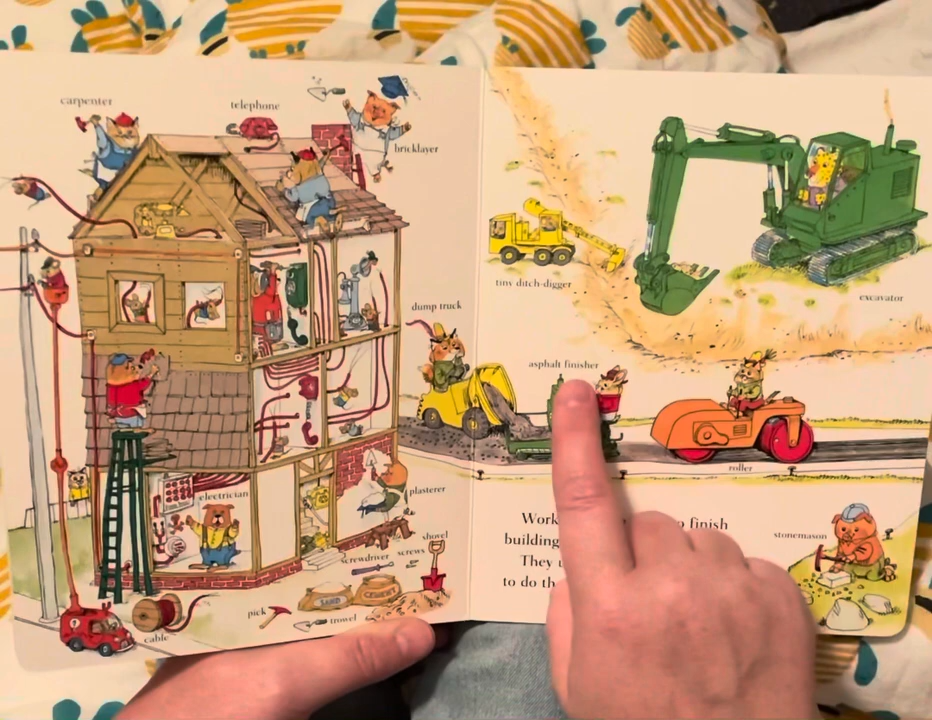 carpenter
telephone
bricklayer
electrician
plasterer
shovel
screws
screwdriver
SAND
CEMENT
pick
trowel
cable
dump truck
tiny ditch-digger
excavator
asphalt finisher
roller
stonemason
Work o finish
building
They
to do th